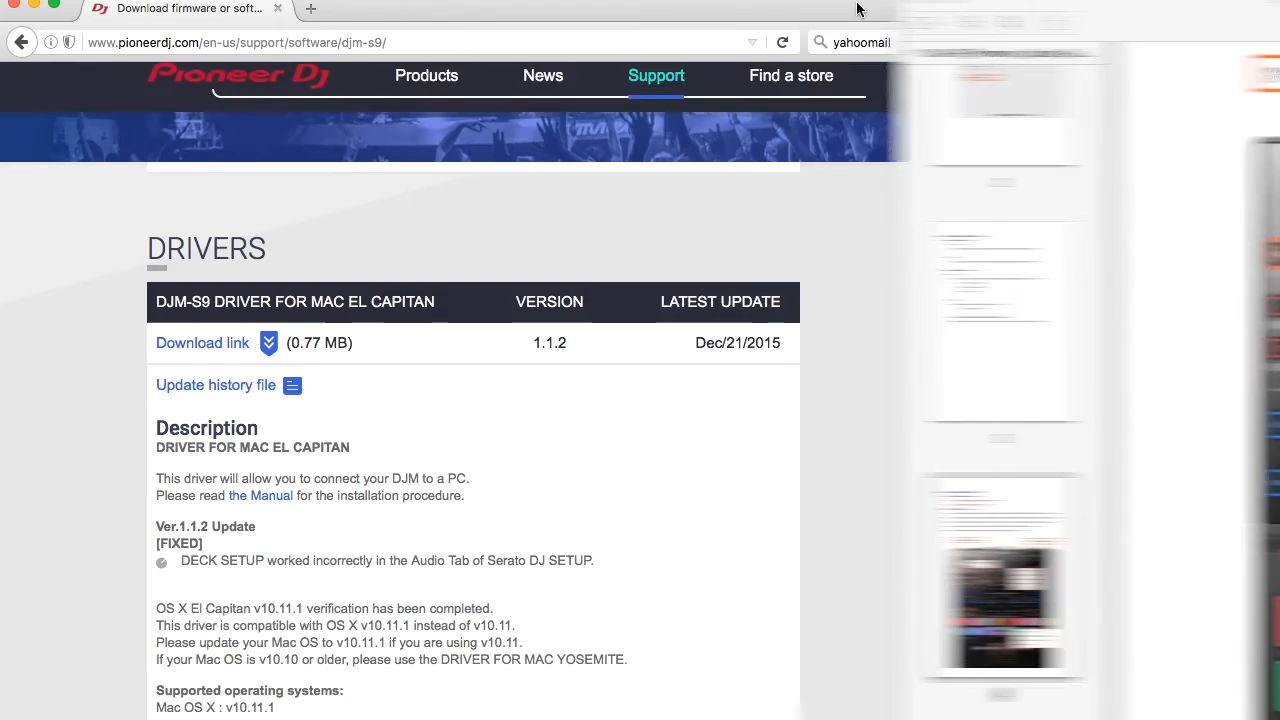 Download firmware or soft...
www.pioneerdj.com/en-us/support/software/djm-s9/
yahoomail
Pioneer Dj
Products
News
Support
Find a store
DRIVERS
DJM-S9 DRIVER FOR MAC EL CAPITAN VERSION LATEST UPDATE
Download link (0.77 MB) 1.1.2 Dec/21/2015
Update history file
Description
DRIVER FOR MAC EL CAPITAN
This driver will allow you to connect your DJM to a PC.
Please read the Manual for the installation procedure.
Ver.1.1.2 Update
[FIXED]
DECK SETUP worked incorrectly in the Audio Tab of Serato DJ SETUP.
OS X El Capitan v10.11.1 verification has been completed.
This driver is compatible with OS X v10.11.1 instead of v10.11.
Please update your Mac OS to v10.11.1 if you are using v10.11.
If your Mac OS is v10.10 or older, please use the DRIVER FOR MAC YOSEMITE.
Supported operating systems:
Mac OS X : v10.11.1